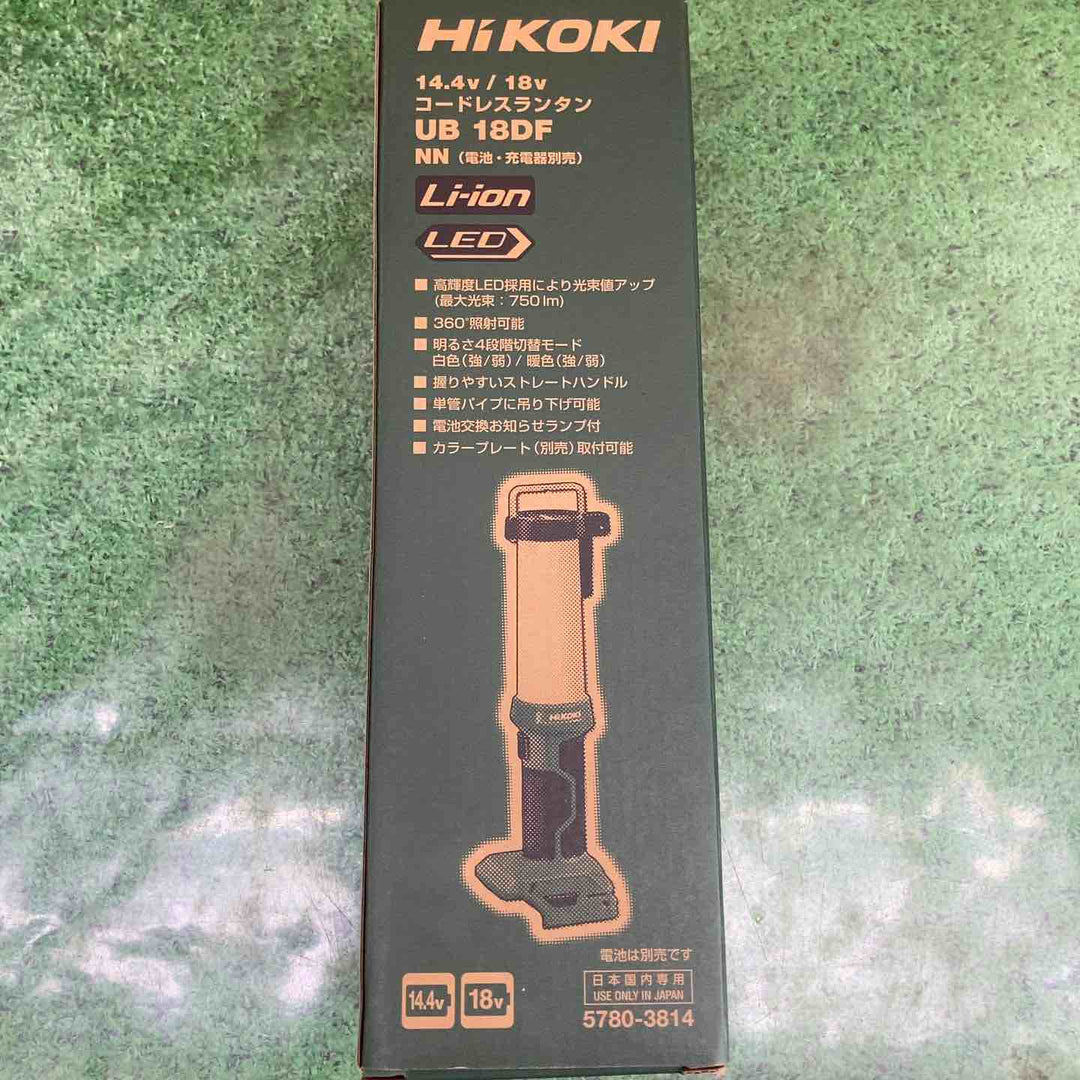 HiKOKI
14.4v / 18v
コードレスランタン
UB 18DF
NN（電池・充電器別売）
Li-ion
LED
■ 高輝度LED採用により光束値アップ
(最大光束：750 lm)
■ 360°照射可能
■ 明るさ4段階切替モード
白色（強/弱）/ 暖色（強/弱）
■ 握りやすいストレートハンドル
■ 単管パイプに吊り下げ可能
■ 電池交換お知らせランプ付
■ カラープレート（別売）取付可能
HiKOKI
電池は別売です
14.4v 18v
日本国内専用
USE ONLY IN JAPAN
5780-3814